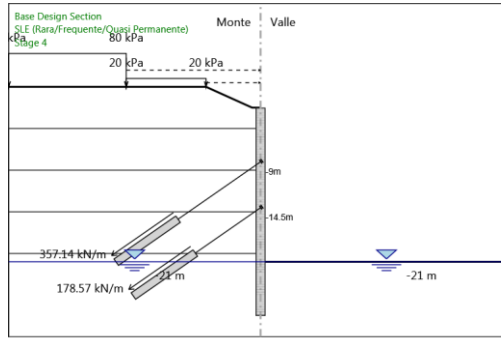 Base Design Section
SLE (Rara/Frequente/Quasi Permanente)
Stage 4
Monte
Valle
kPa
80 kPa
20 kPa
20 kPa
-9m
-14.5m
357.14 kN/m
-21 m
-21 m
178.57 kN/m